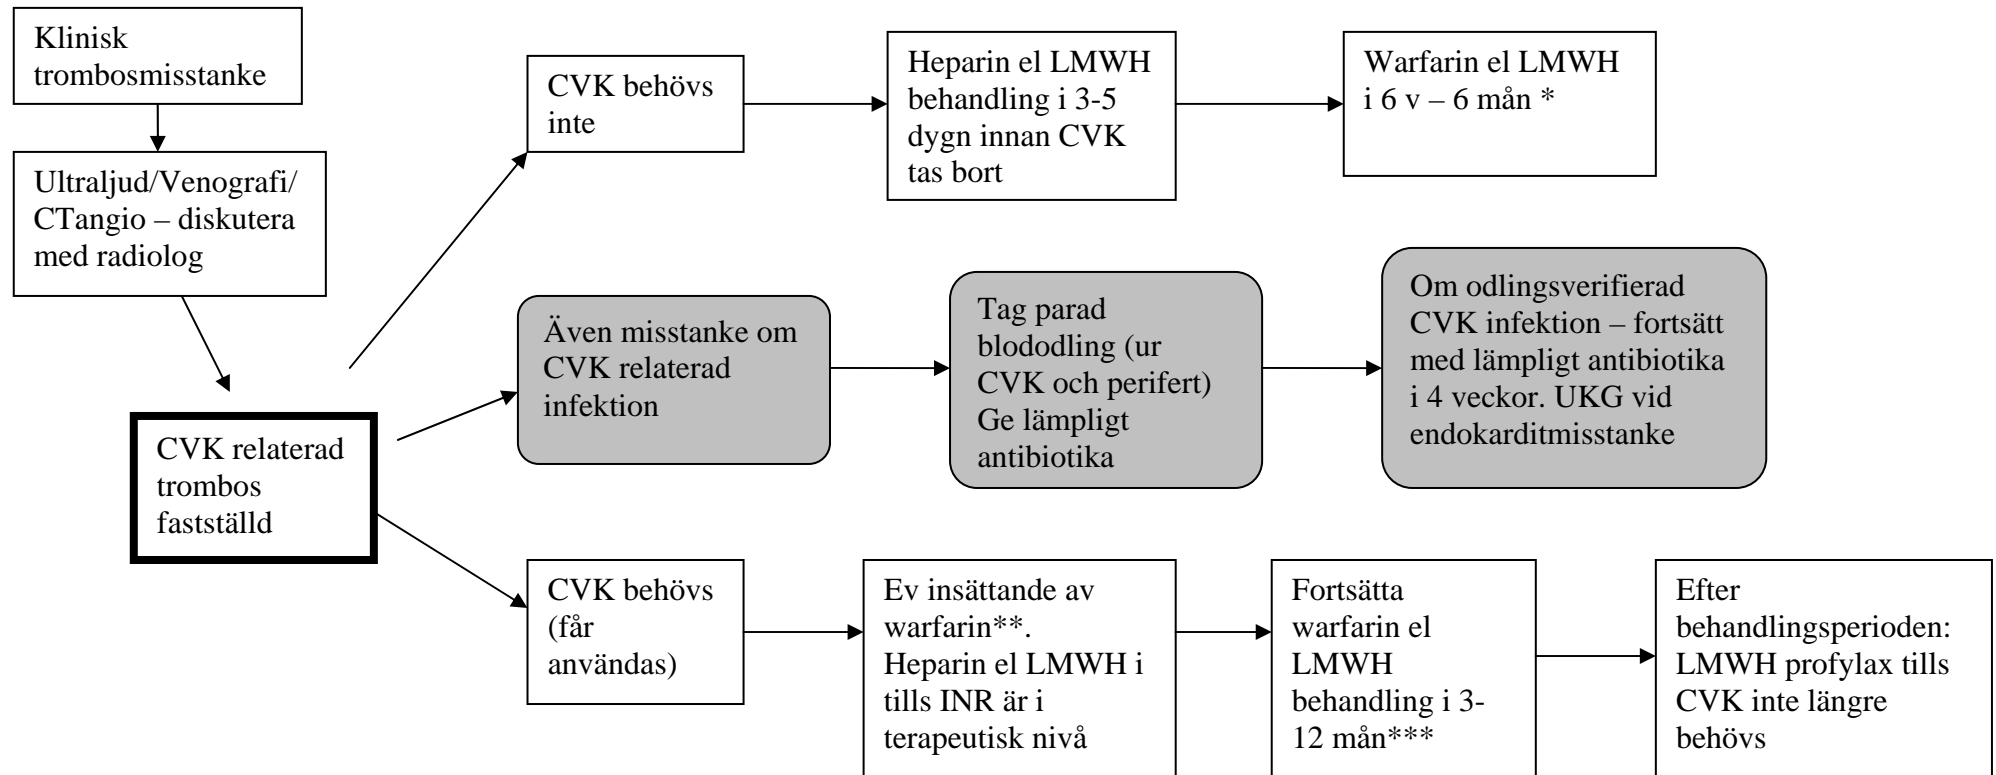 Klinisk
trombosmisstanke
Ultraljud/Venografi/
CTangio – diskutera
med radiolog
CVK relaterad
trombos
fastställd
CVK behövs
inte
Heparin el LMWH
behandling i 3-5
dygn innan CVK
tas bort
Warfarin el LMWH
i 6 v – 6 mån *
Även misstanke om
CVK relaterad
infektion
Tag parad
blododling (ur
CVK och perifert)
Ge lämpligt
antibiotika
Om odlingsverifierad
CVK infektion – fortsätt
med lämpligt antibiotika
i 4 veckor. UKG vid
endokarditmisstanke
CVK behövs
(får
användas)
Ev insättande av
warfarin**.
Heparin el LMWH i
tills INR är i
terapeutisk nivå
Fortsätta
warfarin el
LMWH
behandling i 3-
12 mån***
Efter
behandlingsperioden:
LMWH profylax tills
CVK inte längre
behövs